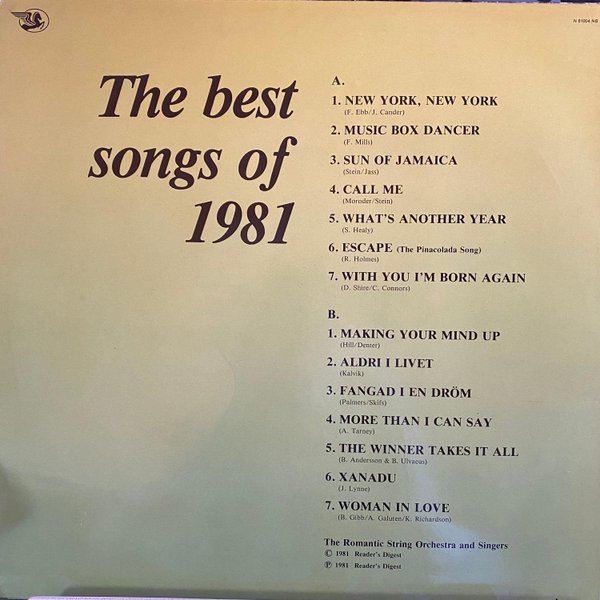 N 81004 NB
The best
songs of
1981
A.
1. NEW YORK, NEW YORK
(F. Ebb/J. Cander)
2. MUSIC BOX DANCER
(F. Mills)
3. SUN OF JAMAICA
(Stein/Jass)
4. CALL ME
(Moroder/Stein)
5. WHAT'S ANOTHER YEAR
(S. Healy)
6. ESCAPE (The Pinacolada Song)
(R. Holmes)
7. WITH YOU I'M BORN AGAIN
(D. Shire/C. Connors)
B.
1. MAKING YOUR MIND UP
(Hill/Denter)
2. ALDRI I LIVET
(Kalvik)
3. FANGAD I EN DRÖM
(Palmers/Skifs)
4. MORE THAN I CAN SAY
(A. Tarney)
5. THE WINNER TAKES IT ALL
(B. Andersson & B. Ulvaeus)
6. XANADU
(J. Lynne)
7. WOMAN IN LOVE
(B. Gibb/A. Galuten/K. Richardson)
The Romantic String Orchestra and Singers
© 1981 Reader's Digest
℗ 1981 Reader's Digest